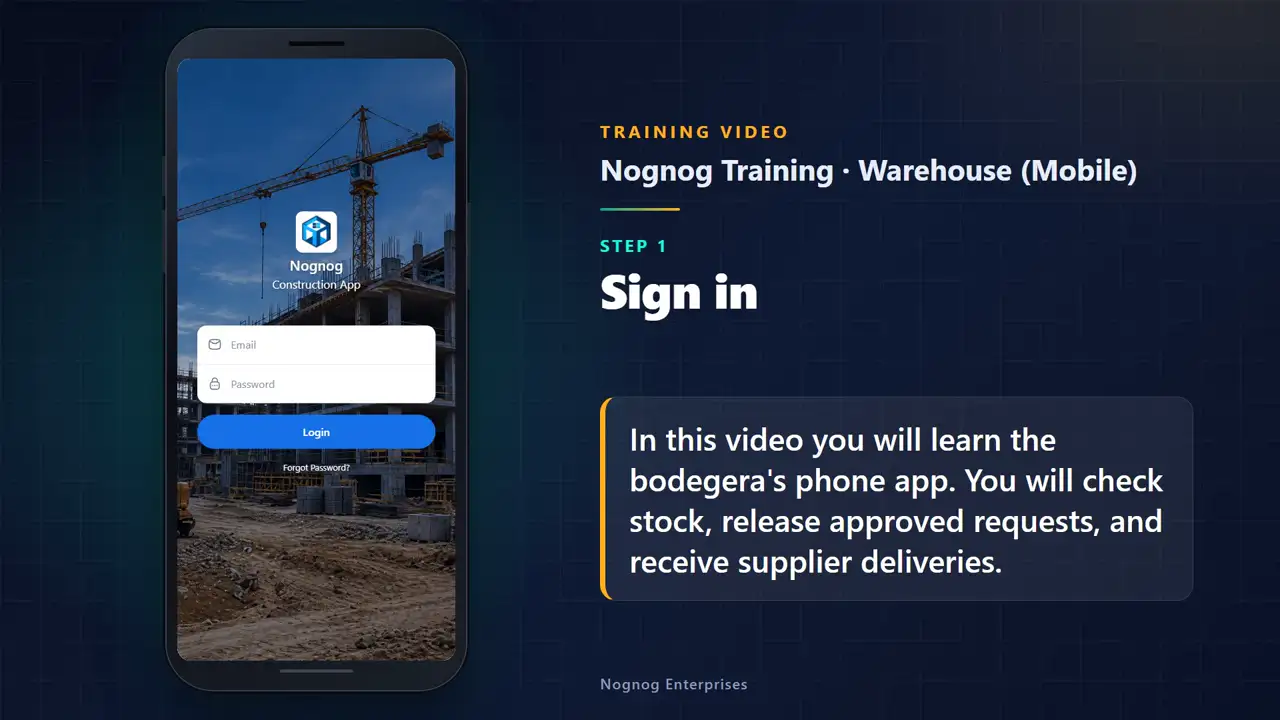 Nognog
Construction App
Email
Password
Login
Forgot Password?
TRAINING VIDEO
Nognog Training · Warehouse (Mobile)
STEP 1
Sign in
In this video you will learn the
bodegera's phone app. You will check
stock, release approved requests, and
receive supplier deliveries.
Nognog Enterprises